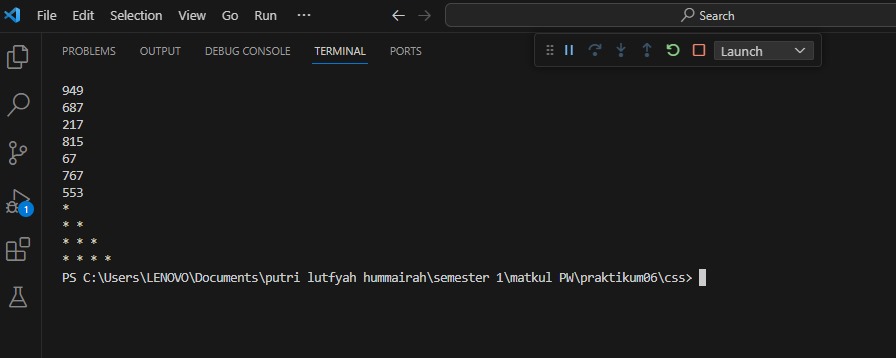 File Edit Selection View Go Run ··· ← → Search
PROBLEMS OUTPUT DEBUG CONSOLE TERMINAL PORTS Launch
949
687
217
815
67
767
553
*
* *
* * *
* * * *
PS C:\Users\LENOVO\Documents\putri lutfyah hummairah\semester 1\matkul PW\praktikum06\css>
1